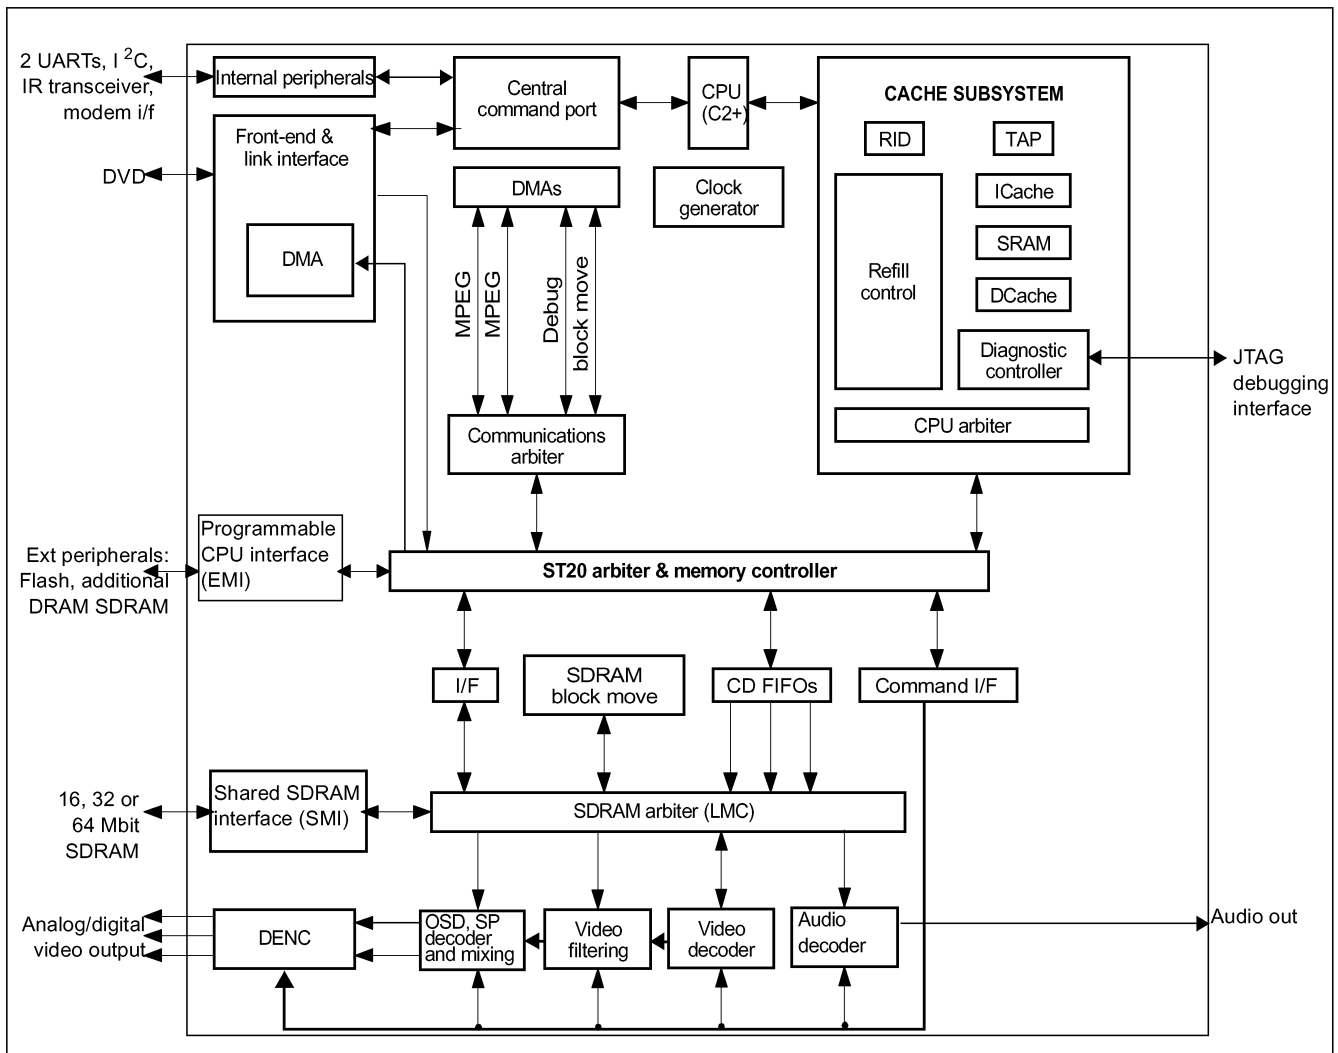 2 UARTs, I 2C,
IR transceiver,
modem i/f
Internal peripherals
Central
command port
CPU
(C2+)
CACHE SUBSYSTEM
RID
TAP
Front-end &
link interface
DVD
DMA
DMAs
Clock
generator
Refill
control
ICache
SRAM
DCache
Diagnostic
controller
JTAG
debugging
interface
CPU arbiter
MPEG
MPEG
Debug
block move
Communications
arbiter
Ext peripherals:
Flash, additional
DRAM SDRAM
Programmable
CPU interface
(EMI)
ST20 arbiter & memory controller
I/F
SDRAM
block move
CD FIFOs
Command I/F
16, 32 or
64 Mbit
SDRAM
Shared SDRAM
interface (SMI)
SDRAM arbiter (LMC)
Analog/digital
video output
DENC
OSD, SP
decoder
and mixing
Video
filtering
Video
decoder
Audio
decoder
Audio out